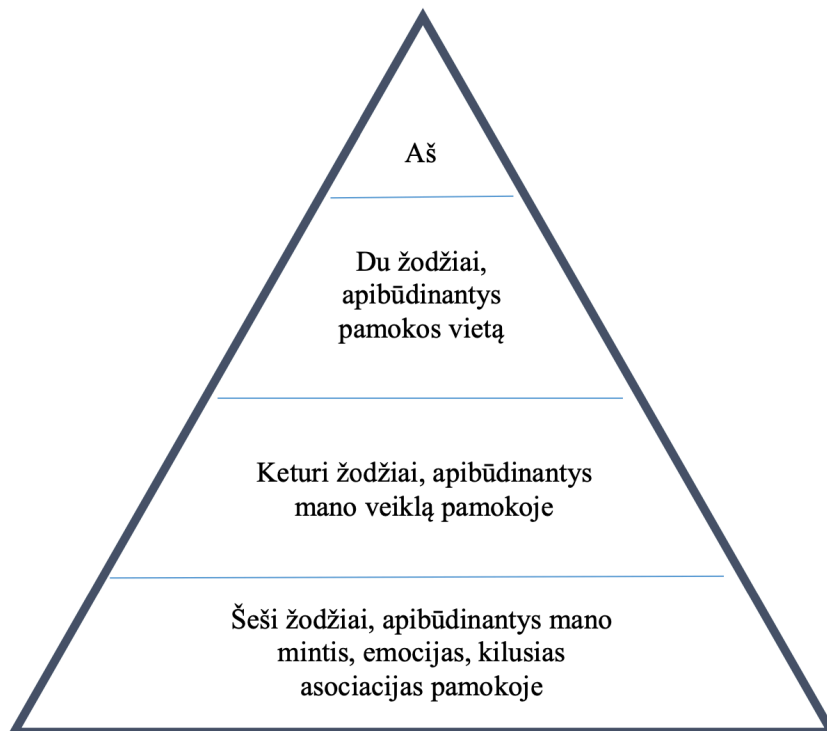 Aš
Du žodžiai,
apibūdinantys
pamokos vietą
Keturi žodžiai, apibūdinantys
mano veiklą pamokoje
Šeši žodžiai, apibūdinantys mano
mintis, emocijas, kilusias
asociacijas pamokoje